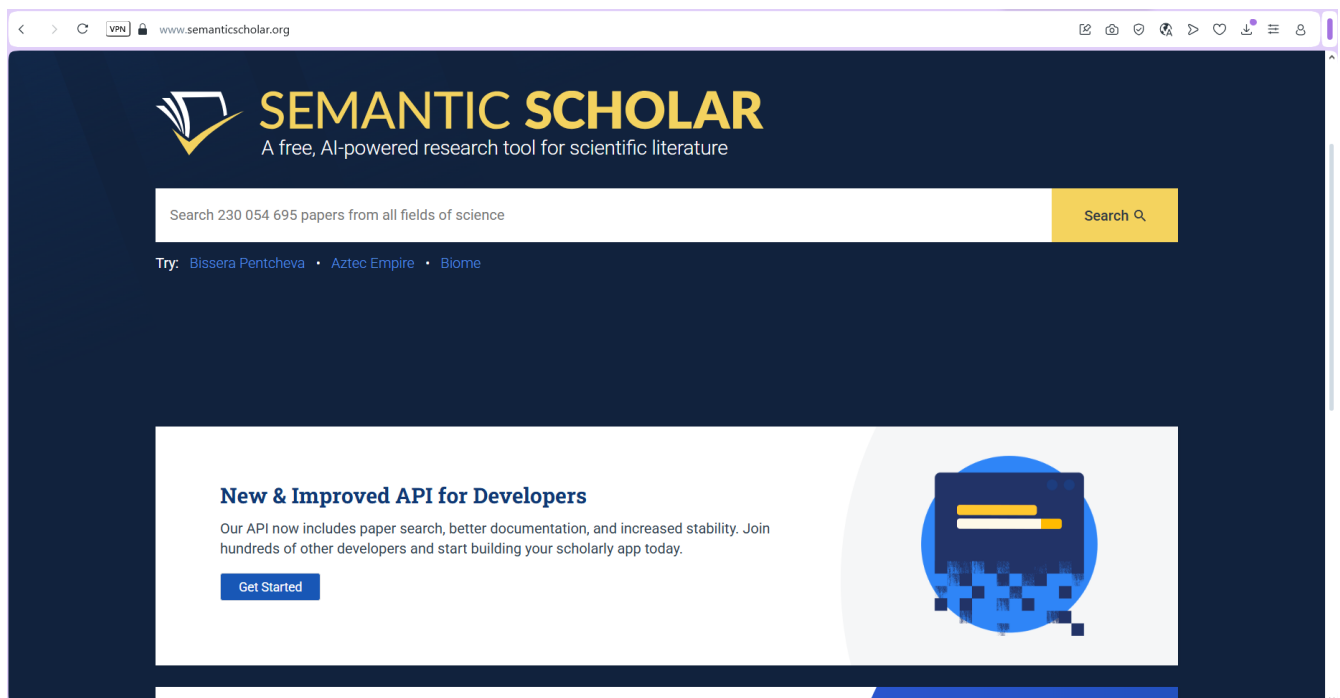 VPN www.semanticscholar.org
SEMANTIC SCHOLAR
A free, AI-powered research tool for scientific literature
Search 230 054 695 papers from all fields of science
Search
Try: Bissera Pentcheva • Aztec Empire • Biome
New & Improved API for Developers
Our API now includes paper search, better documentation, and increased stability. Join
hundreds of other developers and start building your scholarly app today.
Get Started